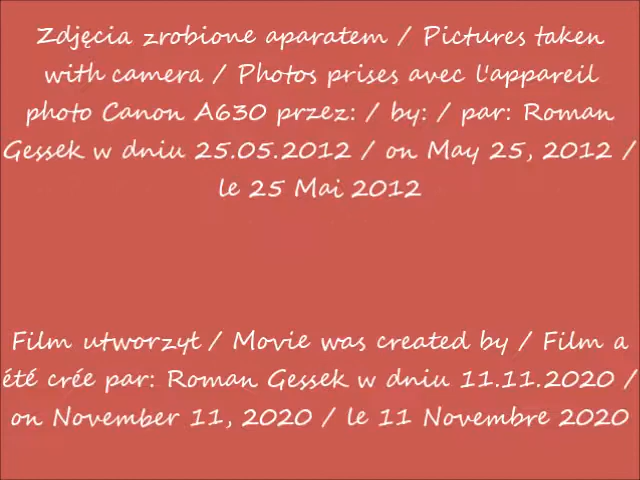 Zdjęcia zrobione aparatem / Pictures taken
with camera / Photos prises avec l'appareil
photo Canon A630 przez: / by: / par: Roman
Gessek w dniu 25.05.2012 / on May 25, 2012 /
le 25 Mai 2012
Film utworzył / Movie was created by / Film a
été crée par: Roman Gessek w dniu 11.11.2020 /
on November 11, 2020 / le 11 Novembre 2020